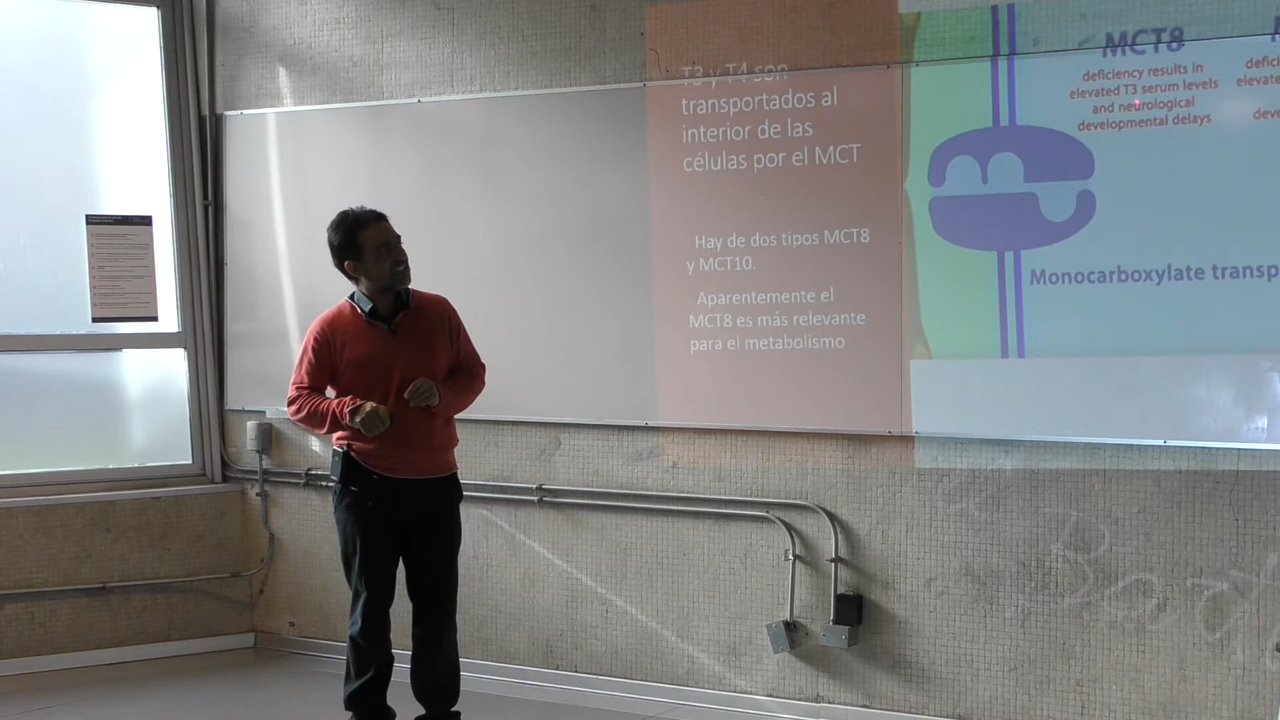 T3 y T4 son
transportados al
interior de las
células por el MCT
Hay de dos tipos MCT8
y MCT10.
Aparentemente el
MCT8 es más relevante
para el metabolismo
MCT8
deficiency results in
elevated T3 serum levels
and neurological
developmental delays
Monocarboxylate transp